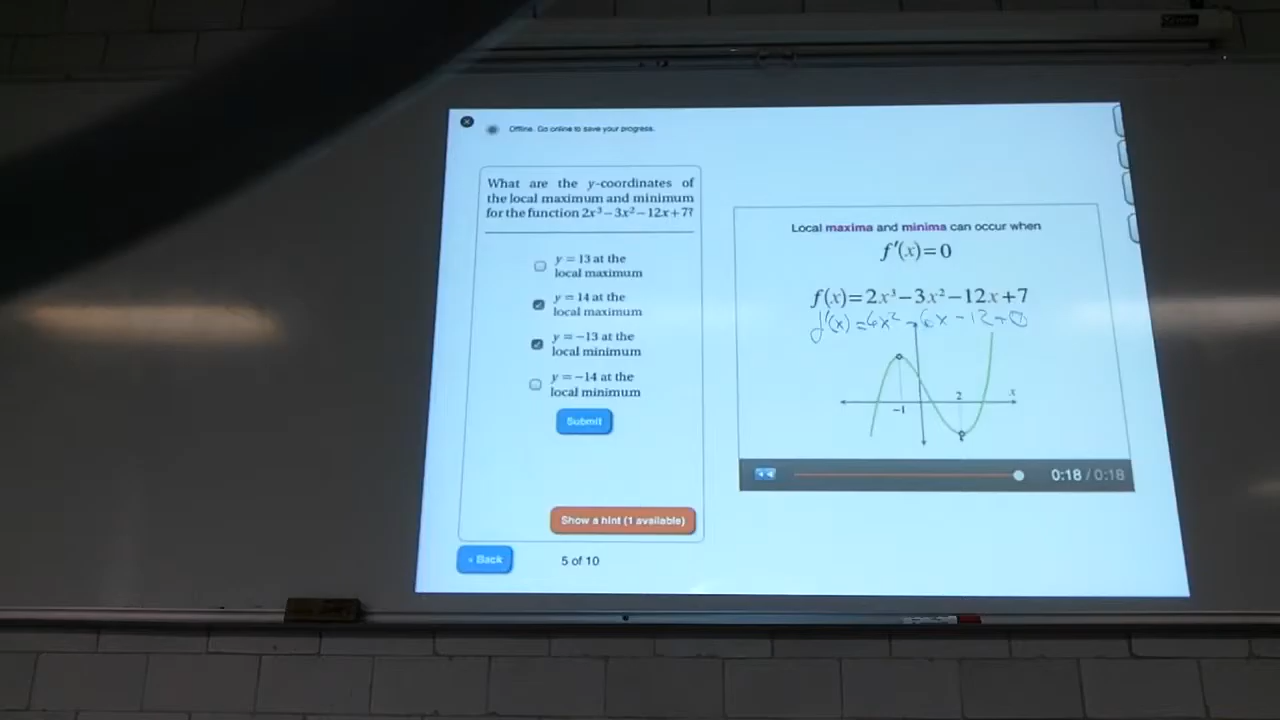 Offline. Go online to save your progress.
What are the y-coordinates of
the local maximum and minimum
for the function 2x³−3x²−12x+7?
y = 13 at the
local maximum
y = 14 at the
local maximum
y = −13 at the
local minimum
y = −14 at the
local minimum
Submit
Show a hint (1 available)
Back
5 of 10
Local maxima and minima can occur when
f′(x)=0
f(x)=2x³−3x²−12x+7
f′(x)=6x²−6x−12+0
−1
2
x
0:18 / 0:18